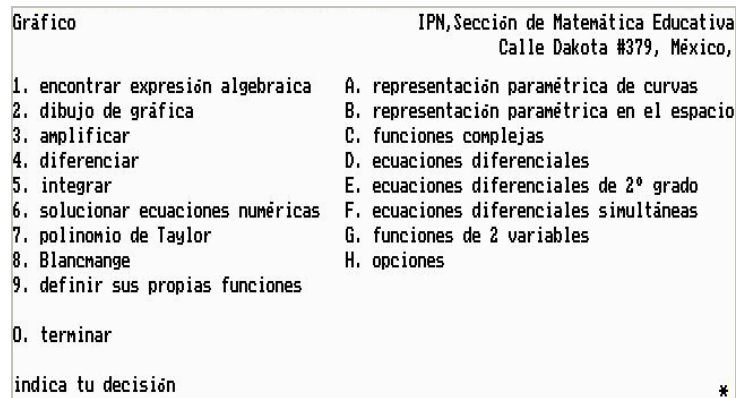 Gráfico IPN,Sección de Matemática Educativa
Calle Dakota #379, México,
1. encontrar expresión algebraica A. representación paramétrica de curvas
2. dibujo de gráfica B. representación paramétrica en el espacio
3. amplificar C. funciones complejas
4. diferenciar D. ecuaciones diferenciales
5. integrar E. ecuaciones diferenciales de 2º grado
6. solucionar ecuaciones numéricas F. ecuaciones diferenciales simultáneas
7. polinomio de Taylor G. funciones de 2 variables
8. Blancmange H. opciones
9. definir sus propias funciones
0. terminar
indica tu decisión *